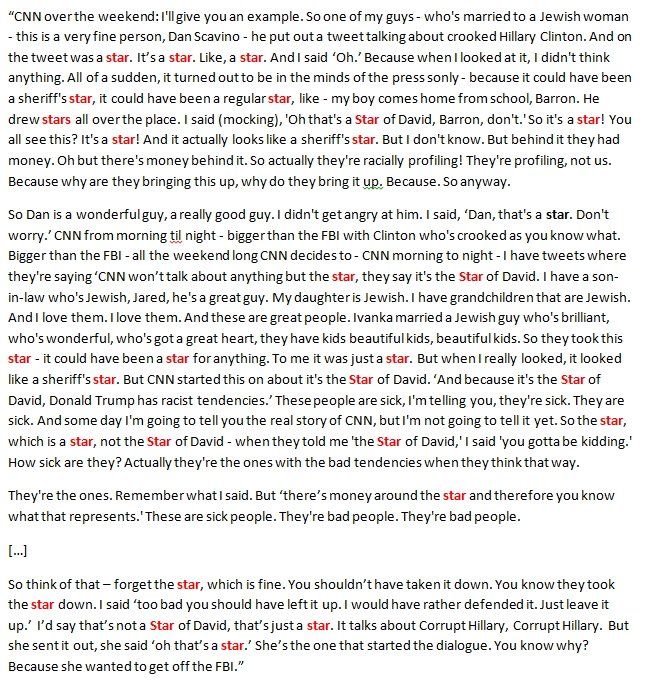 “CNN over the weekend: I'll give you an example. So one of my guys - who's married to a Jewish woman
- this is a very fine person, Dan Scavino - he put out a tweet talking about crooked Hillary Clinton. And on
the tweet was a star. It’s a star. Like, a star. And I said ‘Oh.’ Because when I looked at it, I didn't think
anything. All of a sudden, it turned out to be in the minds of the press only - because it could have been
a sheriff's star, it could have been a regular star, like - my boy comes home from school, Barron. He
drew stars all over the place. I said (mocking), 'Oh that's a Star of David, Barron, don't.' So it's a star! You
all see this? It's a star! And it actually looks like a sheriff's star. But I don't know. But behind it they had
money. Oh but there's money behind it. So actually they're racially profiling! They're profiling, not us.
Because why are they bringing this up, why do they bring it up. Because. So anyway.
So Dan is a wonderful guy, a really good guy. I didn't get angry at him. I said, ‘Dan, that's a star. Don't
worry.’ CNN from morning til night - bigger than the FBI with Clinton who's crooked as you know what.
Bigger than the FBI - all the weekend long CNN decides to - CNN morning to night - I have tweets where
they're saying ‘CNN won’t talk about anything but the star, they say it's the Star of David. I have a son-
in-law who's Jewish, Jared, he's a great guy. My daughter is Jewish. I have grandchildren that are Jewish.
And I love them. I love them. And these are great people. Ivanka married a Jewish guy who's brilliant,
who's wonderful, who's got a great heart, they have kids beautiful kids, beautiful kids. So they took this
star - it could have been a star for anything. To me it was just a star. But when I really looked, it looked
like a sheriff's star. But CNN started this on about it's the Star of David. ‘And because it's the Star of
David, Donald Trump has racist tendencies.’ These people are sick, I'm telling you, they're sick. They are
sick. And some day I'm going to tell you the real story of CNN, but I'm not going to tell it yet. So the star,
which is a star, not the Star of David - when they told me 'the Star of David,' I said 'you gotta be kidding.'
How sick are they? Actually they're the ones with the bad tendencies when they think that way.
They're the ones. Remember what I said. But ‘there’s money around the star and therefore you know
what that represents.' These are sick people. They're bad people. They're bad people.
[...]
So think of that – forget the star, which is fine. You shouldn’t have taken it down. You know they took
the star down. I said ‘too bad you should have left it up. I would have rather defended it. Just leave it
up.’ I’d say that’s not a Star of David, that’s just a star. It talks about Corrupt Hillary, Corrupt Hillary. But
she sent it out, she said ‘oh that’s a star.’ She’s the one that started the dialogue. You know why?
Because she wanted to get off the FBI.”